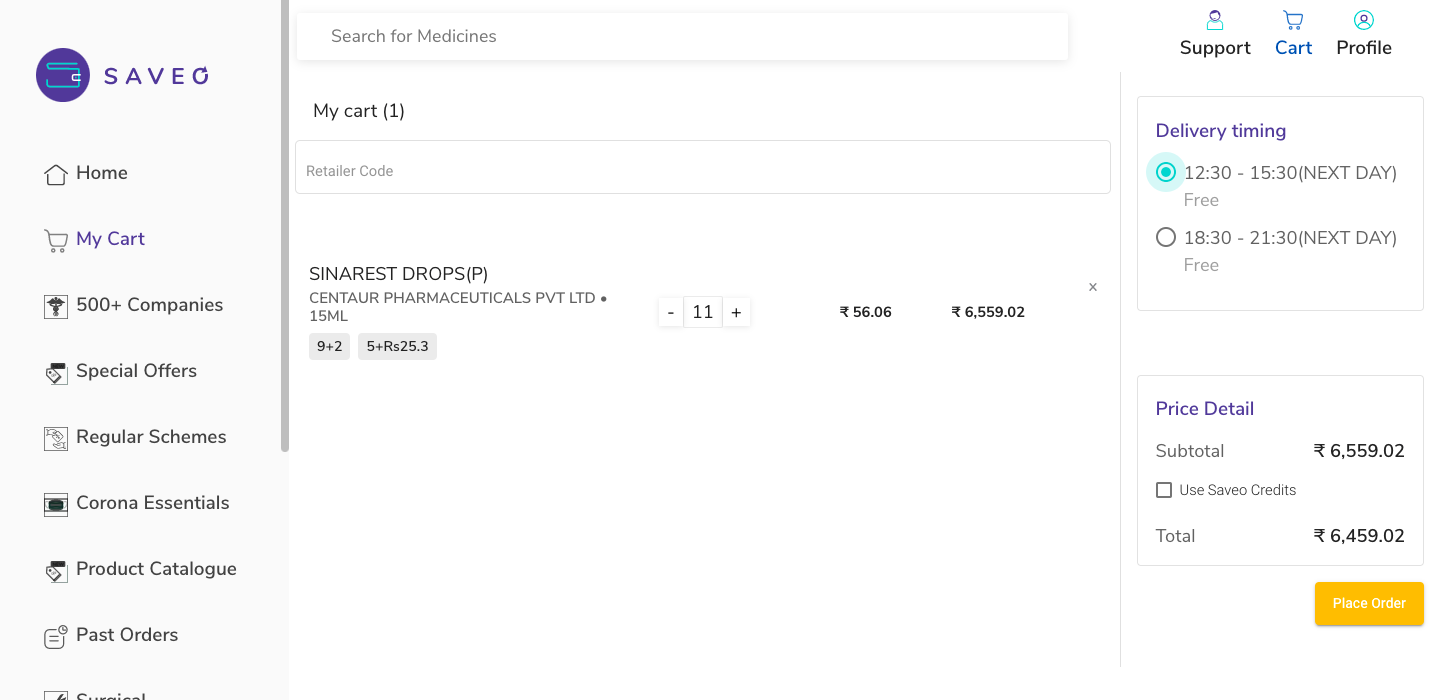 SAVEO
Home
My Cart
500+ Companies
Special Offers
Regular Schemes
Corona Essentials
Product Catalogue
Past Orders
Surgical
Search for Medicines
Support
Cart
Profile
My cart (1)
Retailer Code
SINAREST DROPS(P)
CENTAUR PHARMACEUTICALS PVT LTD •
15ML
9+2 5+Rs25.3
- 11 +
₹ 56.06
₹ 6,559.02
x
Delivery timing
12:30 - 15:30(NEXT DAY)
Free
18:30 - 21:30(NEXT DAY)
Free
Price Detail
Subtotal ₹ 6,559.02
Use Saveo Credits
Total ₹ 6,459.02
Place Order